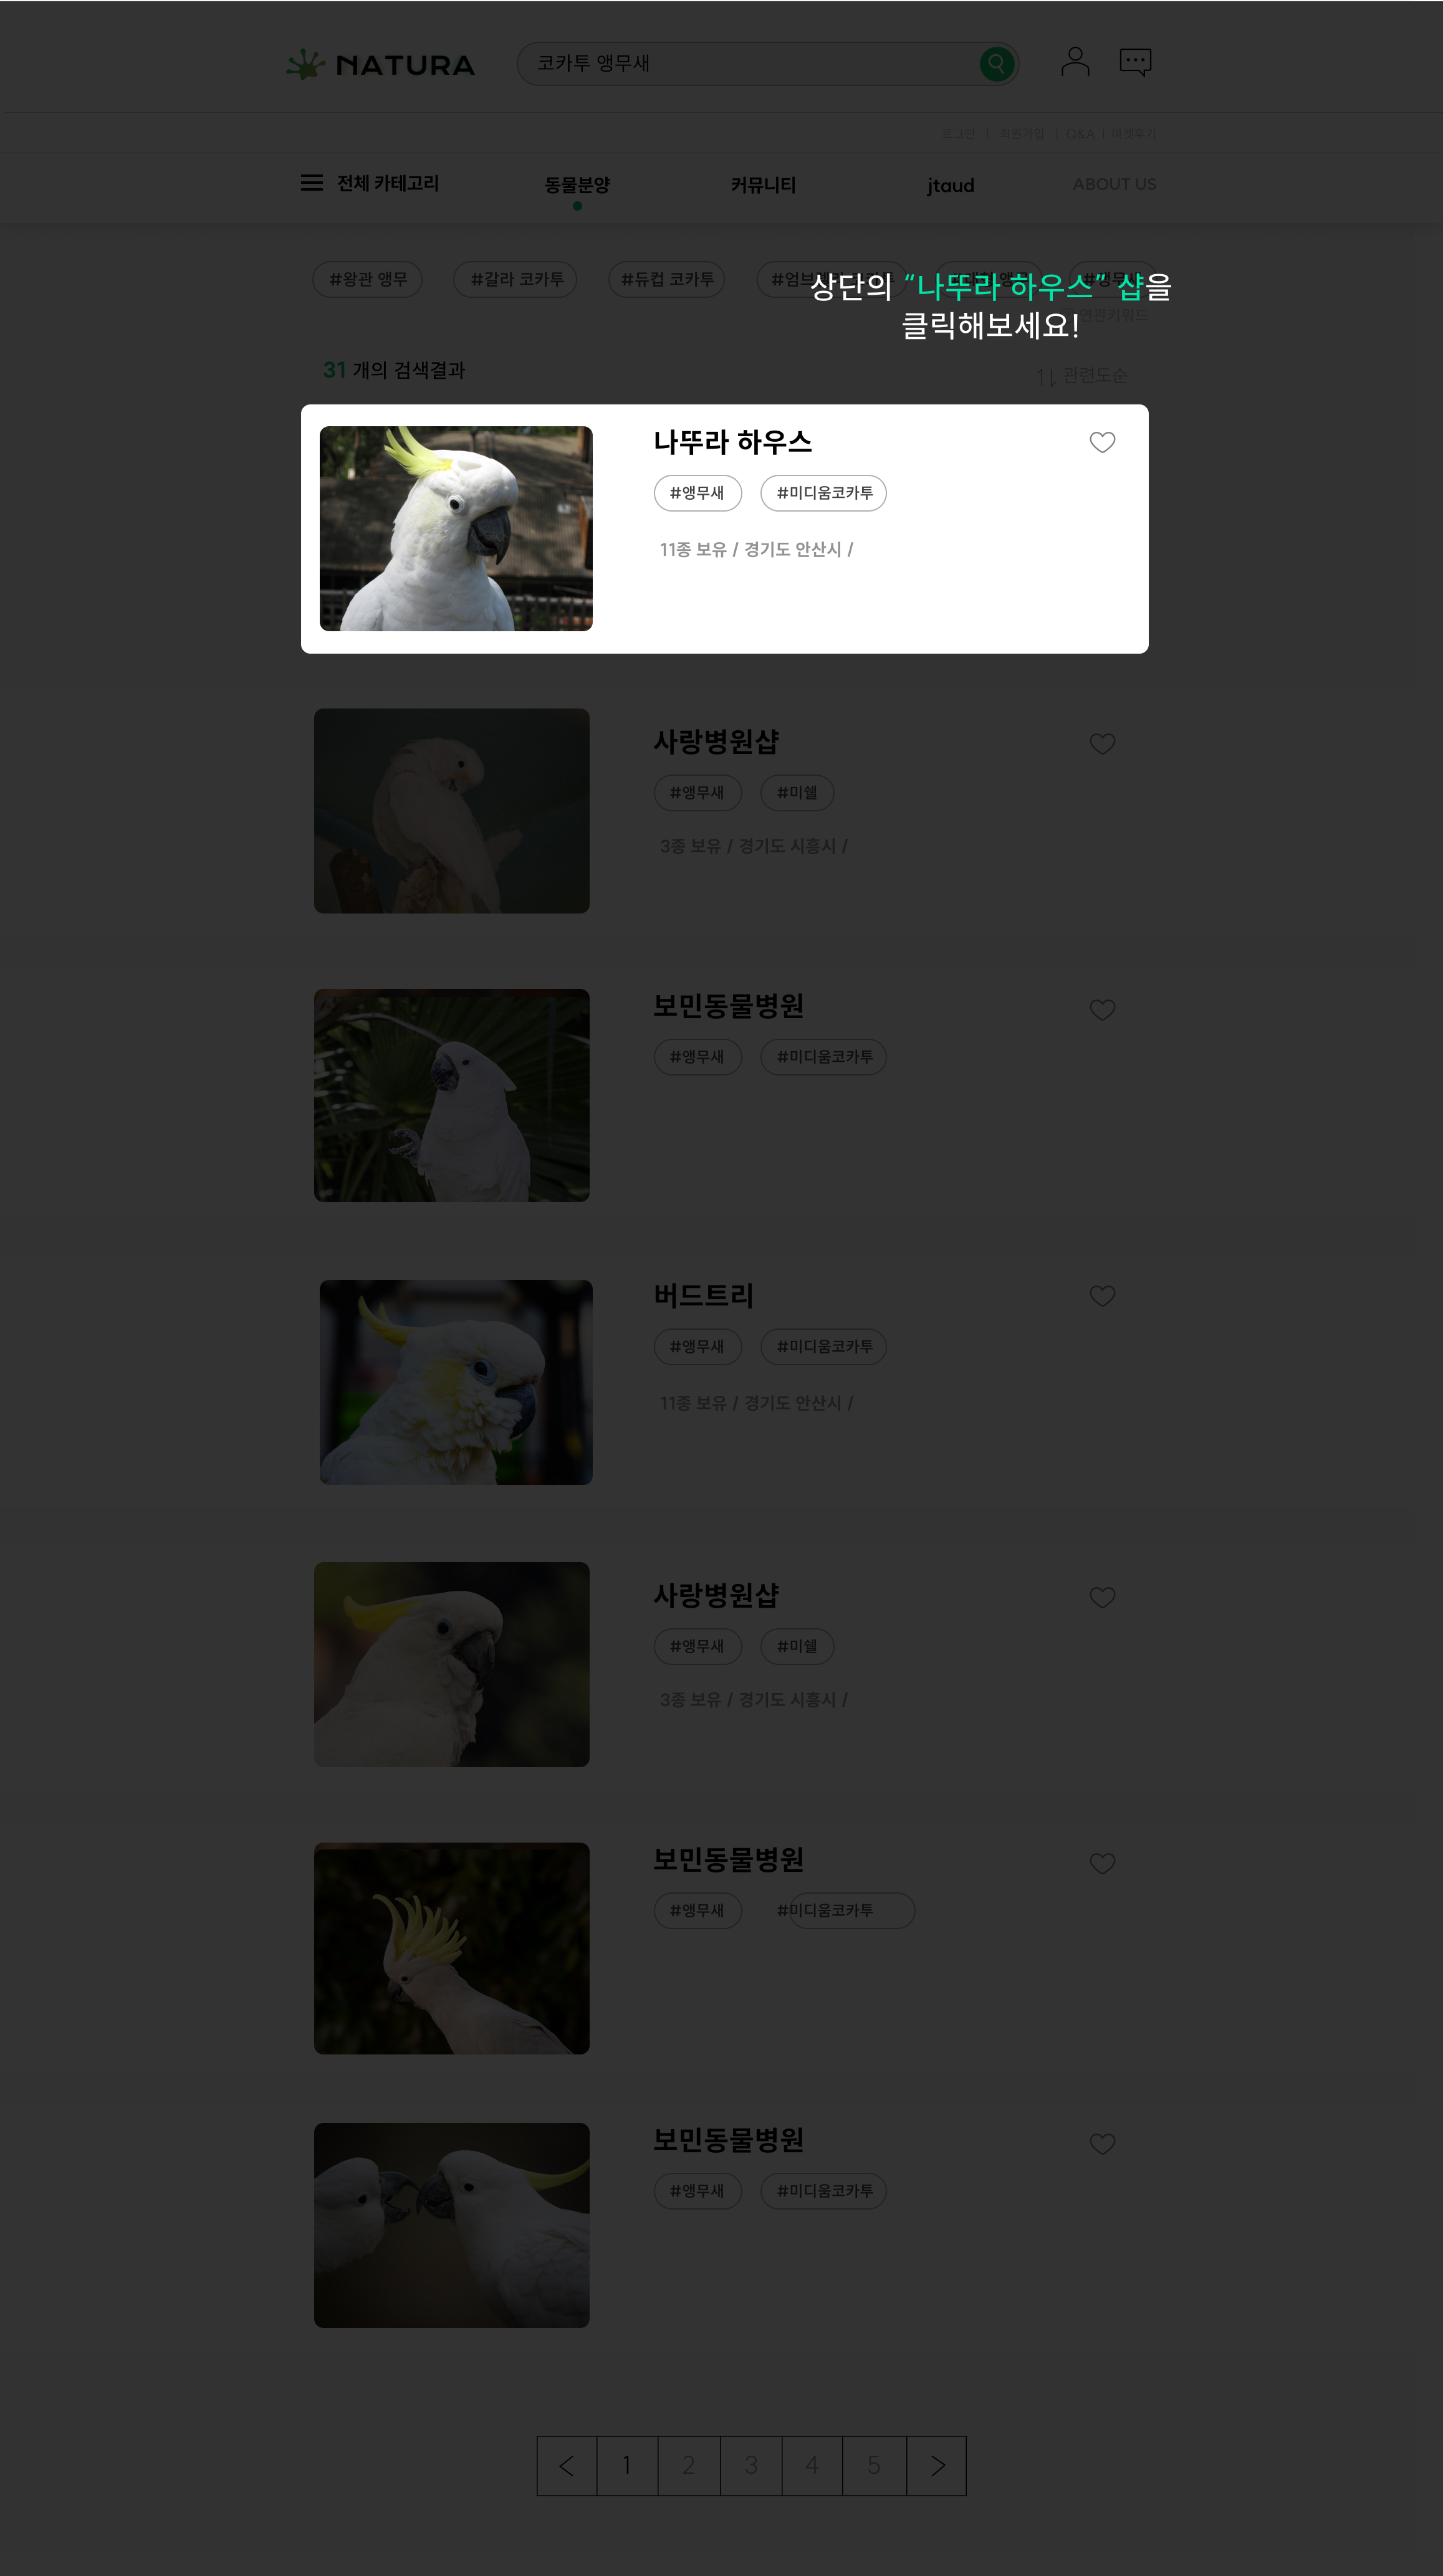 NATURA
코카투 앵무새
로그인 | 회원가입 | Q&A / 마켓후기
전체 카테고리 동물분양 커뮤니티 jtaud ABOUT US
#왕관 앵무 #갈라 코카투 #듀컵 코카투
상단의 “나뚜라 하우스” 샵을
클릭해보세요!
연관키워드
31 개의 검색결과
관련도순
나뚜라 하우스
#앵무새 #미디움코카투
11종 보유 / 경기도 안산시 /
사랑병원샵
#앵무새 #미쉘
3종 보유 / 경기도 시흥시 /
보민동물병원
#앵무새 #미디움코카투
버드트리
#앵무새 #미디움코카투
11종 보유 / 경기도 안산시 /
사랑병원샵
#앵무새 #미쉘
3종 보유 / 경기도 시흥시 /
보민동물병원
#앵무새 #미디움코카투
보민동물병원
#앵무새 #미디움코카투
< 1 2 3 4 5 >